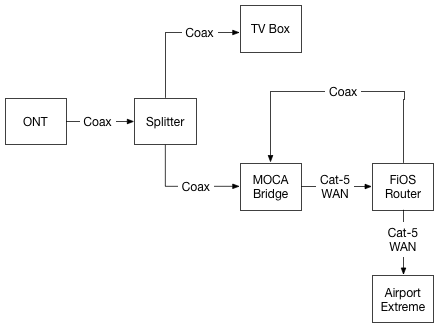 TV Box
Coax
Coax
ONT
Coax
Splitter
Coax
MOCA
Bridge
Cat-5
WAN
FiOS
Router
Cat-5
WAN
Airport
Extreme